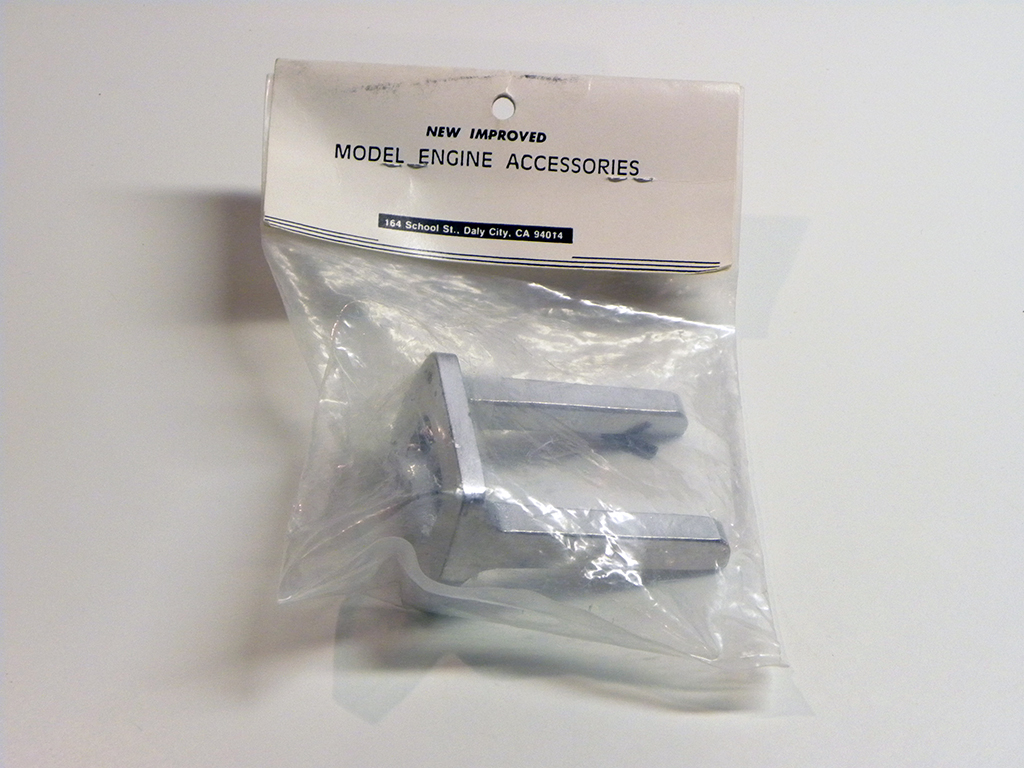 NEW IMPROVED
MODEL ENGINE ACCESSORIES
164 School St., Daly City, CA 94014